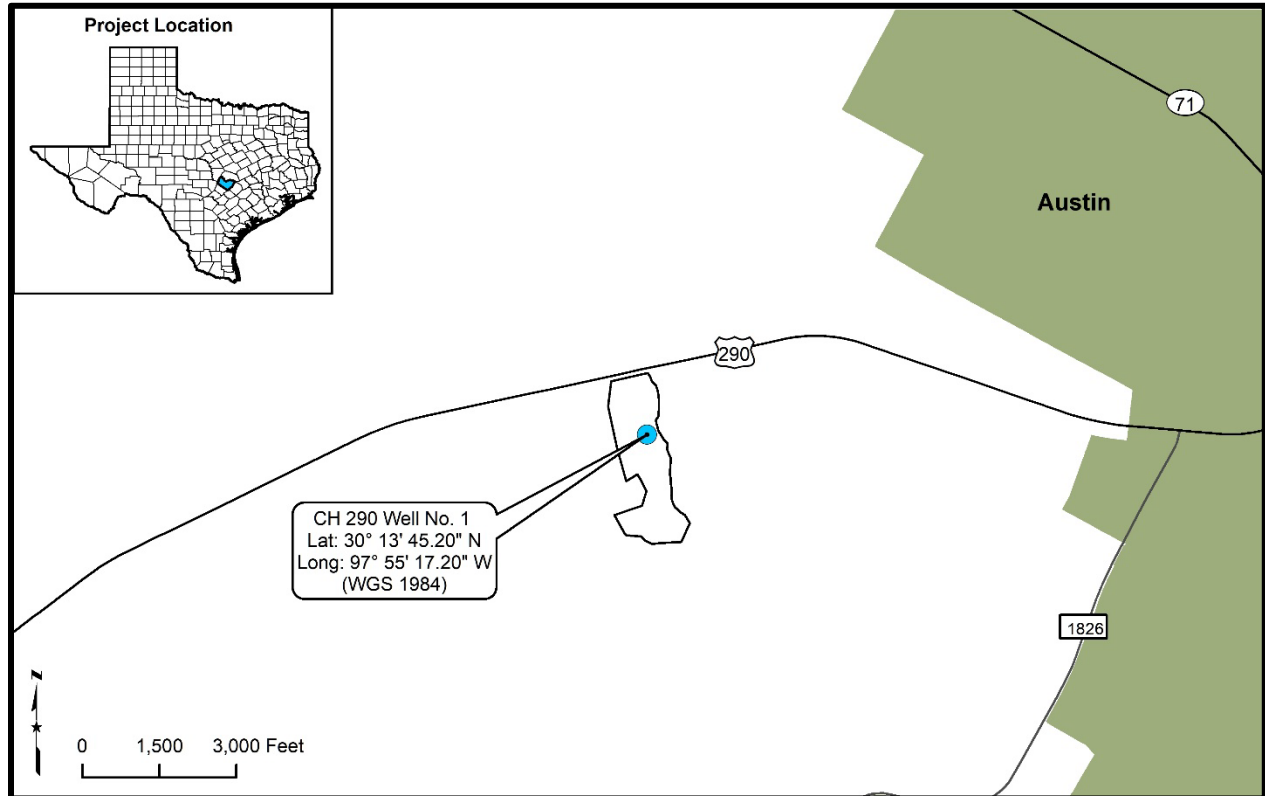 Project Location
71
Austin
290
CH 290 Well No. 1
Lat: 30° 13' 45.20" N
Long: 97° 55' 17.20" W
(WGS 1984)
1826
N
0 1,500 3,000 Feet